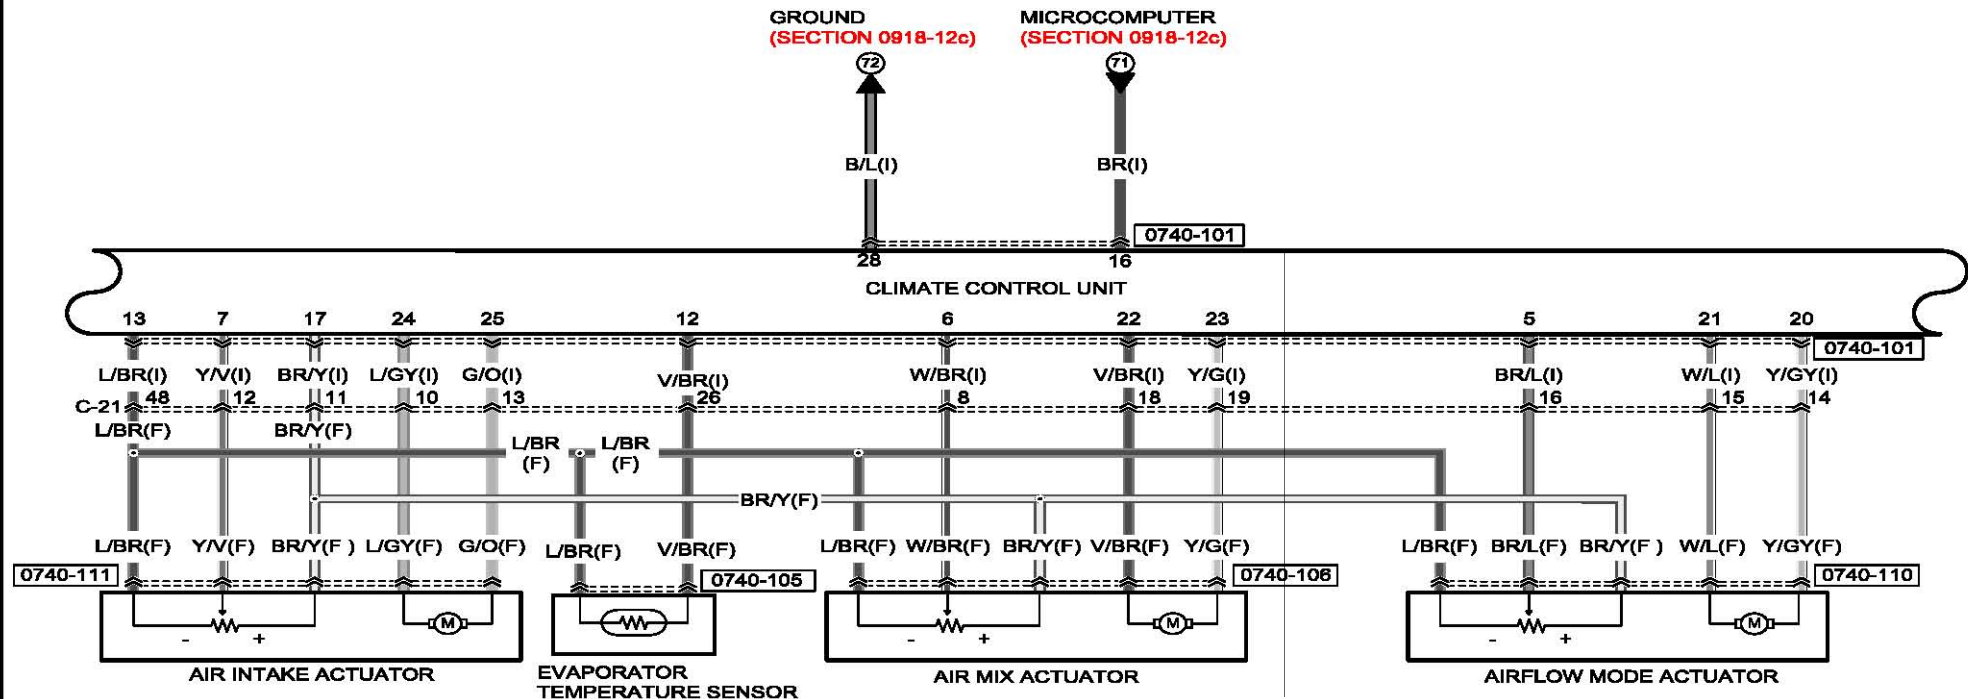 GROUND MICROCOMPUTER
(SECTION 0918-12c) (SECTION 0918-12c)
72 71
B/L(I) BR(I)
0740-101
28 16
CLIMATE CONTROL UNIT
13 7 17 24 25 12 6 22 23 5 21 20
0740-101
L/BR(I) Y/V(I) BR/Y(I) L/GY(I) G/O(I) V/BR(I) W/BR(I) V/BR(I) Y/G(I) BR/L(I) W/L(I) Y/GY(I)
C-21 48 12 11 10 13 26 8 18 19 16 15 14
L/BR(F) BR/Y(F)
L/BR L/BR
(F) (F)
BR/Y(F)
L/BR(F) Y/V(F) BR/Y(F ) L/GY(F) G/O(F) L/BR(F) V/BR(F) L/BR(F) W/BR(F) BR/Y(F) V/BR(F) Y/G(F) L/BR(F) BR/L(F) BR/Y(F ) W/L(F) Y/GY(F)
0740-111 0740-105 0740-106 0740-110
M M M
- + - + - +
AIR INTAKE ACTUATOR
EVAPORATOR
TEMPERATURE SENSOR
AIR MIX ACTUATOR
AIRFLOW MODE ACTUATOR